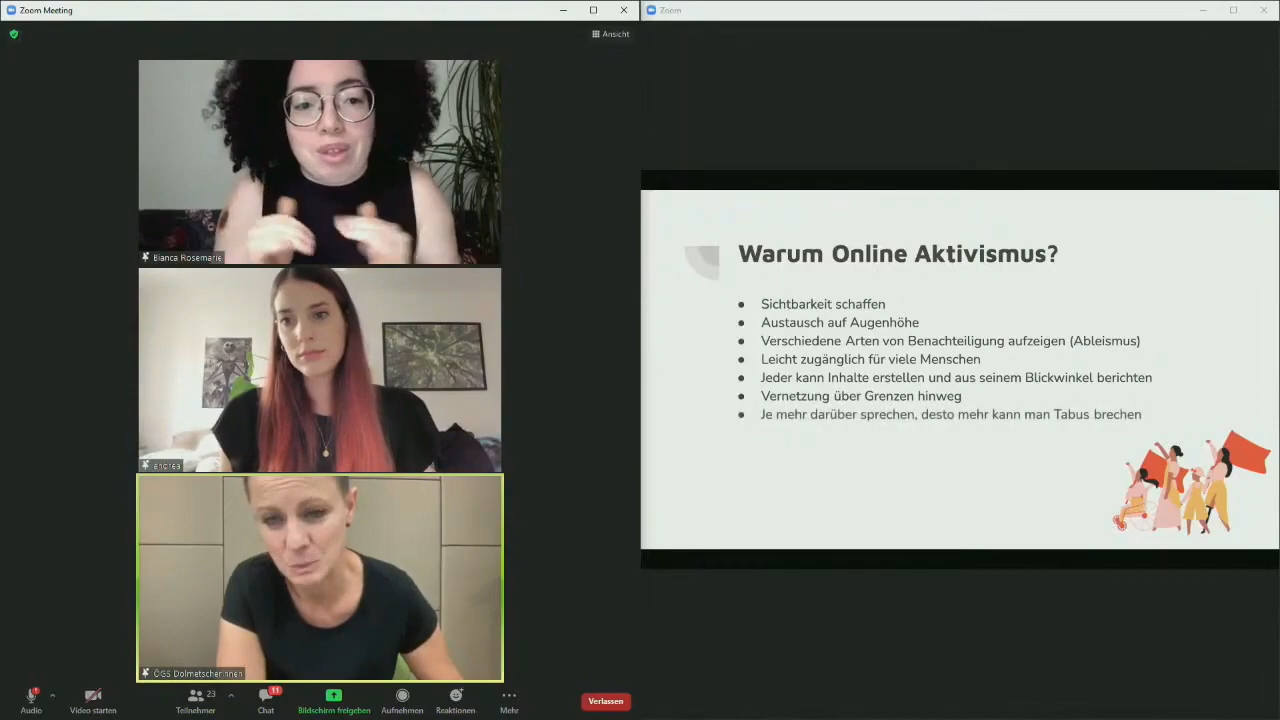 Zoom Meeting
Ansicht
Bianca Rosemarie
andrea
ÖGS Dolmetscherinnen
Audio
Video starten
23
Teilnehmer
11
Chat
Bildschirm freigeben
Aufnehmen
Reaktionen
Mehr
Verlassen
Zoom
Warum Online Aktivismus?
● Sichtbarkeit schaffen
● Austausch auf Augenhöhe
● Verschiedene Arten von Benachteiligung aufzeigen (Ableismus)
● Leicht zugänglich für viele Menschen
● Jeder kann Inhalte erstellen und aus seinem Blickwinkel berichten
● Vernetzung über Grenzen hinweg
● Je mehr darüber sprechen, desto mehr kann man Tabus brechen